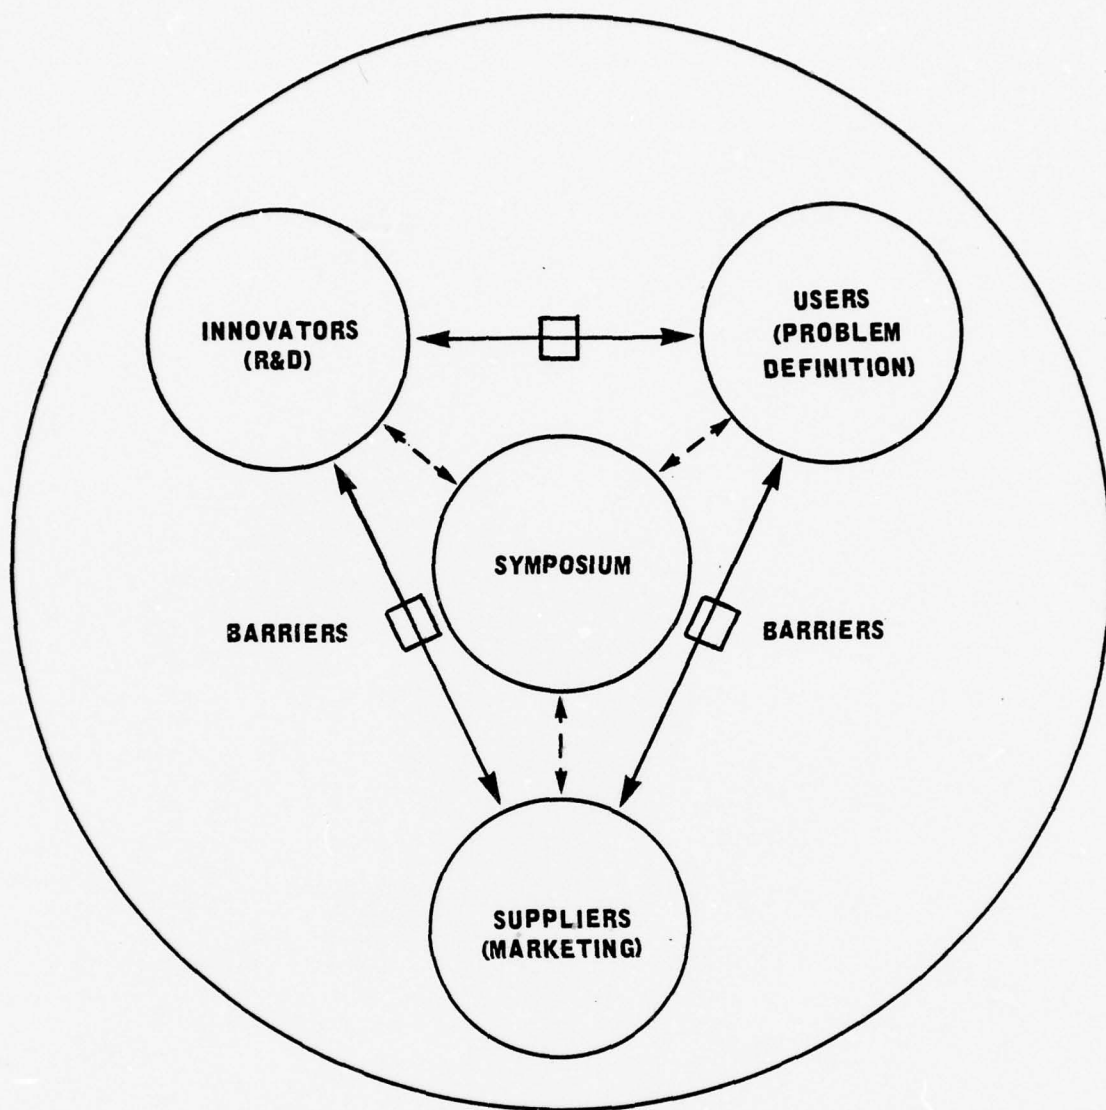 INNOVATORS
(R&D)
USERS
(PROBLEM
DEFINITION)
SYMPOSIUM
BARRIERS
BARRIERS
SUPPLIERS
(MARKETING)